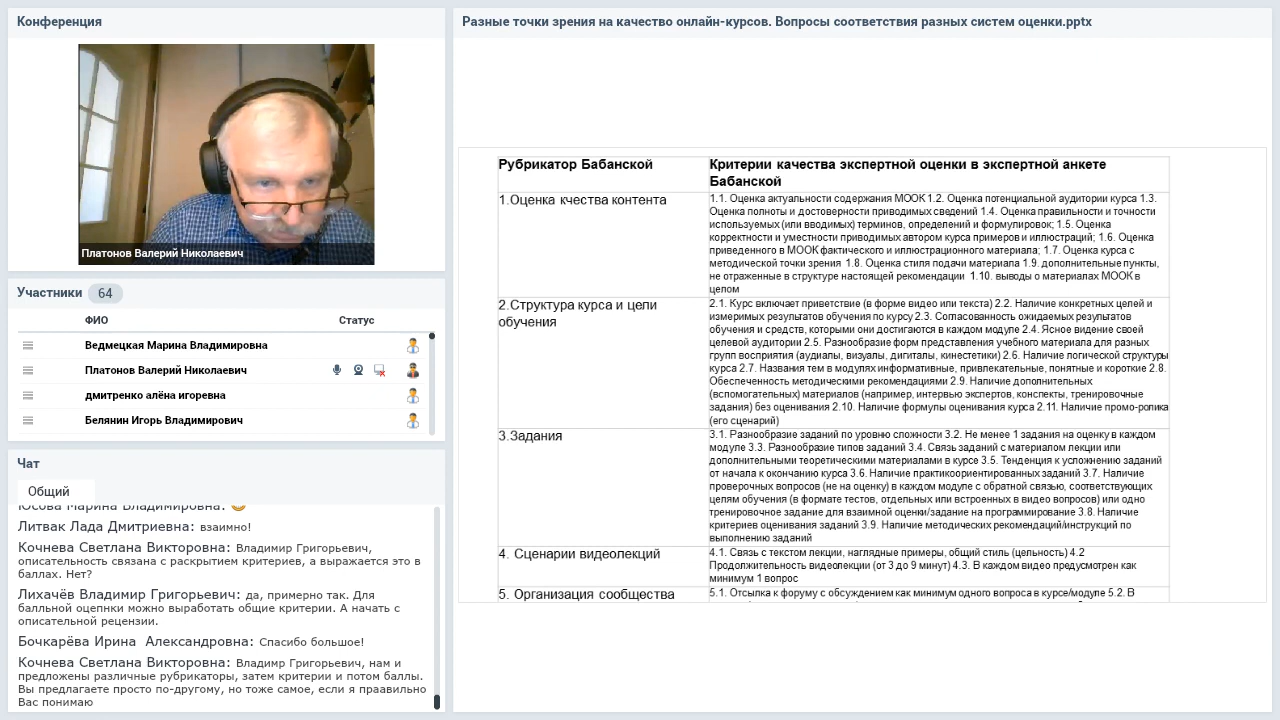 Конференция
Платонов Валерий Николаевич
Участники 64
ФИО Статус
Ведмецкая Марина Владимировна
Платонов Валерий Николаевич
дмитренко алёна игоревна
Белянин Игорь Владимирович
Чат
Общий
Юсова Марина Владимировна:
Литвак Лада Дмитриевна: взаимно!
Кочнева Светлана Викторовна: Владимир Григорьевич,
описательность связана с раскрытием критериев, а выражается это в
баллах. Нет?
Лихачёв Владимир Григорьевич: да, примерно так. Для
балльной оцепнки можно выработать общие критерии. А начать с
описательной рецензии.
Бочкарёва Ирина Александровна: Спасибо большое!
Кочнева Светлана Викторовна: Владимр Григорьевич, нам и
предложены различные рубрикаторы, затем критерии и потом баллы.
Вы предлагаете просто по-другому, но тоже самое, если я праавильно
Вас понимаю
Разные точки зрения на качество онлайн-курсов. Вопросы соответствия разных систем оценки.pptx
Рубрикатор Бабанской
Критерии качества экспертной оценки в экспертной анкете
Бабанской
1.Оценка кчества контента
1.1. Оценка актуальности содержания МООК 1.2. Оценка потенциальной аудитории курса 1.3.
Оценка полноты и достоверности приводимых сведений 1.4. Оценка правильности и точности
используемых (или вводимых) терминов, определений и формулировок; 1.5. Оценка
корректности и уместности приводимых автором курса примеров и иллюстраций; 1.6. Оценка
приведенного в МООК фактического и иллюстрационного материала; 1.7. Оценка курса с
методической точки зрения 1.8. Оценка стиля подачи материала 1.9. дополнительные пункты,
не отраженные в структуре настоящей рекомендации 1.10. выводы о материалах МООК в
целом
2.Структура курса и цели
обучения
2.1. Курс включает приветствие (в форме видео или текста) 2.2. Наличие конкретных целей и
измеримых результатов обучения по курсу 2.3. Согласованность ожидаемых результатов
обучения и средств, которыми они достигаются в каждом модуле 2.4. Ясное видение своей
целевой аудитории 2.5. Разнообразие форм представления учебного материала для разных
групп восприятия (аудиалы, визуалы, дигиталы, кинестетики) 2.6. Наличие логической структуры
курса 2.7. Названия тем в модулях информативные, привлекательные, понятные и короткие 2.8.
Обеспеченность методическими рекомендациями 2.9. Наличие дополнительных
(вспомогательных) материалов (например, интервью экспертов, конспекты, тренировочные
задания) без оценивания 2.10. Наличие формулы оценивания курса 2.11. Наличие промо-ролика
(его сценарий)
3.Задания
3.1. Разнообразие заданий по уровню сложности 3.2. Не менее 1 задания на оценку в каждом
модуле 3.3. Разнообразие типов заданий 3.4. Связь заданий с материалом лекции или
дополнительными теоретическими материалами в курсе 3.5. Тенденция к усложнению заданий
от начала к окончанию курса 3.6. Наличие практикоориентированных заданий 3.7. Наличие
проверочных вопросов (не на оценку) в каждом модуле с обратной связью, соответствующих
целям обучения (в формате тестов, отдельных или встроенных в видео вопросов) или одно
тренировочное задание для взаимной оценки/задание на программирование 3.8. Наличие
критериев оценивания заданий 3.9. Наличие методических рекомендаций/инструкций по
выполнению заданий
4. Сценарии видеолекций
4.1. Связь с текстом лекции, наглядные примеры, общий стиль (цельность) 4.2
Продолжительность видеолекции (от 3 до 9 минут) 4.3. В каждом видео предусмотрен как
минимум 1 вопрос
5. Организация сообщества
5.1. Отсылка к форуму с обсуждением как минимум одного вопроса в курсе/модуле 5.2. В